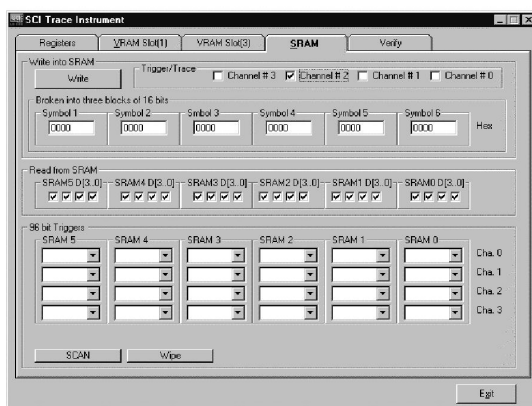 SCI Trace Instrument
Registers VRAM Slot(1) VRAM Slot(3) SRAM Verify
Write into SRAM
Write Trigger/Trace Channel # 3 Channel # 2 Channel # 1 Channel # 0
Broken into three blocks of 16 bits
Symbol 1 Symbol 2 Smbol 3 Symbol 4 Symbol 5 Symbol 6
0000 0000 0000 0000 0000 0000 Hex
Read from SRAM
SRAM5 D[3..0] SRAM4 D[3..0] SRAM3 D[3..0] SRAM2 D[3..0] SRAM1 D[3..0] SRAM0 D[3..0]
96 bit Triggers
SRAM 5 SRAM 4 SRAM 3 SRAM 2 SRAM 1 SRAM 0
Cha. 0
Cha. 1
Cha. 2
Cha. 3
SCAN Wipe
Exit